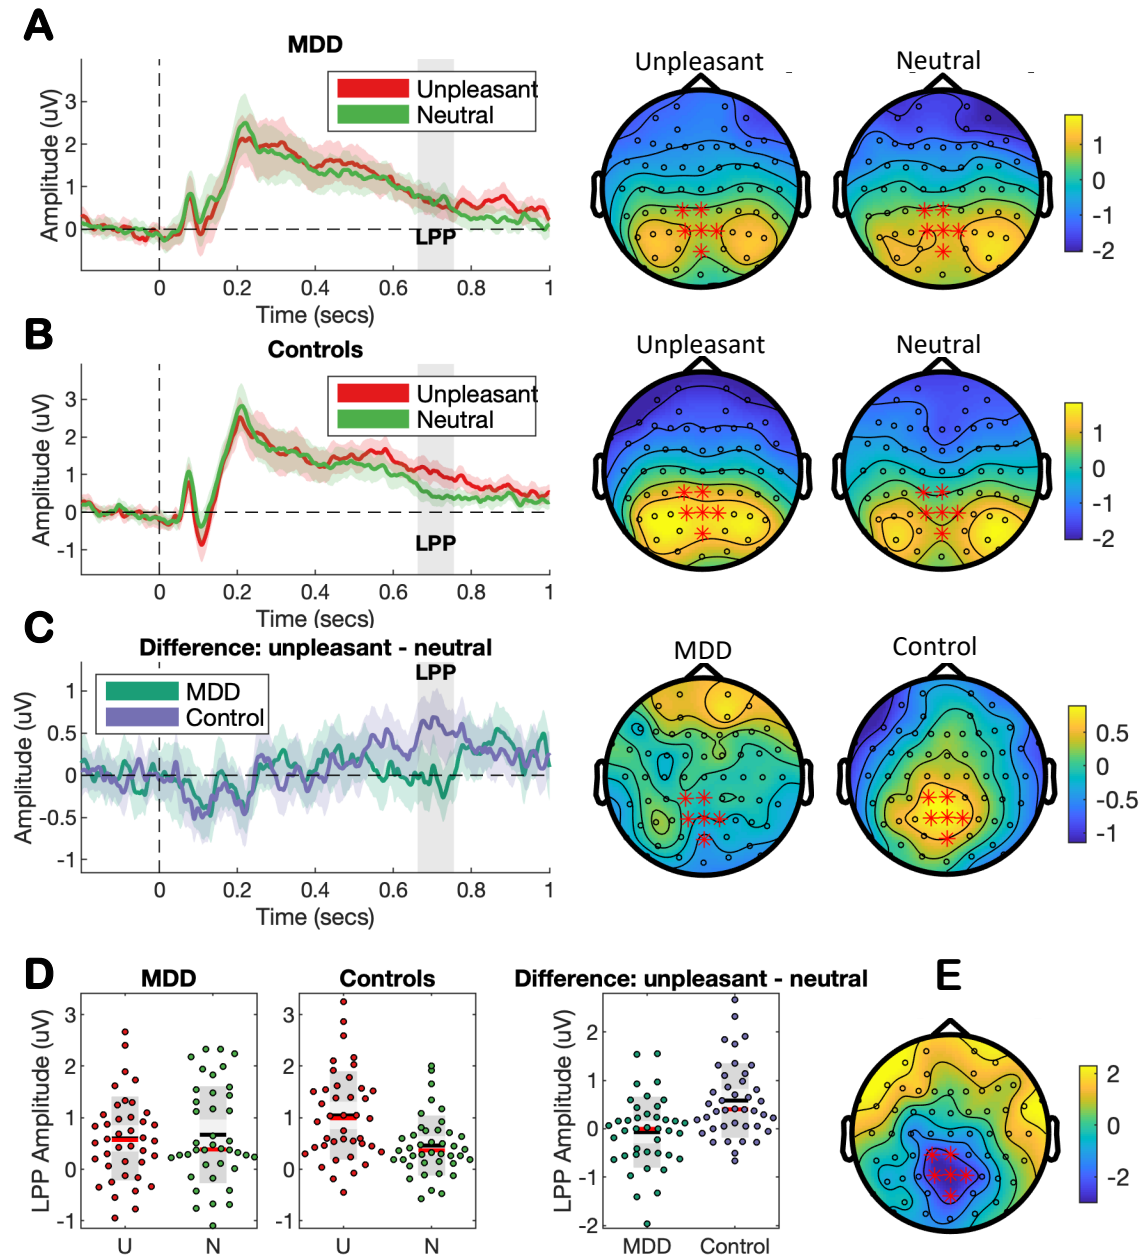 A
MDD
Unpleasant
Neutral
Amplitude (uV)
3
2
1
0
LPP
0 0.2 0.4 0.6 0.8 1
Time (secs)
Unpleasant
Neutral
1
0
-1
-2
B
Controls
Unpleasant
Neutral
Amplitude (uV)
3
2
1
0
-1
LPP
0 0.2 0.4 0.6 0.8 1
Time (secs)
Unpleasant
Neutral
1
0
-1
-2
C
Difference: unpleasant - neutral
LPP
MDD
Control
Amplitude (uV)
1
0.5
0
-0.5
-1
0 0.2 0.4 0.6 0.8 1
Time (secs)
MDD
Control
0.5
0
-0.5
-1
D
MDD
LPP Amplitude (uV)
3
2
1
0
-1
U N
Controls
3
2
1
0
-1
U N
Difference: unpleasant - neutral
LPP Amplitude (uV)
2
1
0
-1
-2
MDD Control
E
2
0
-2